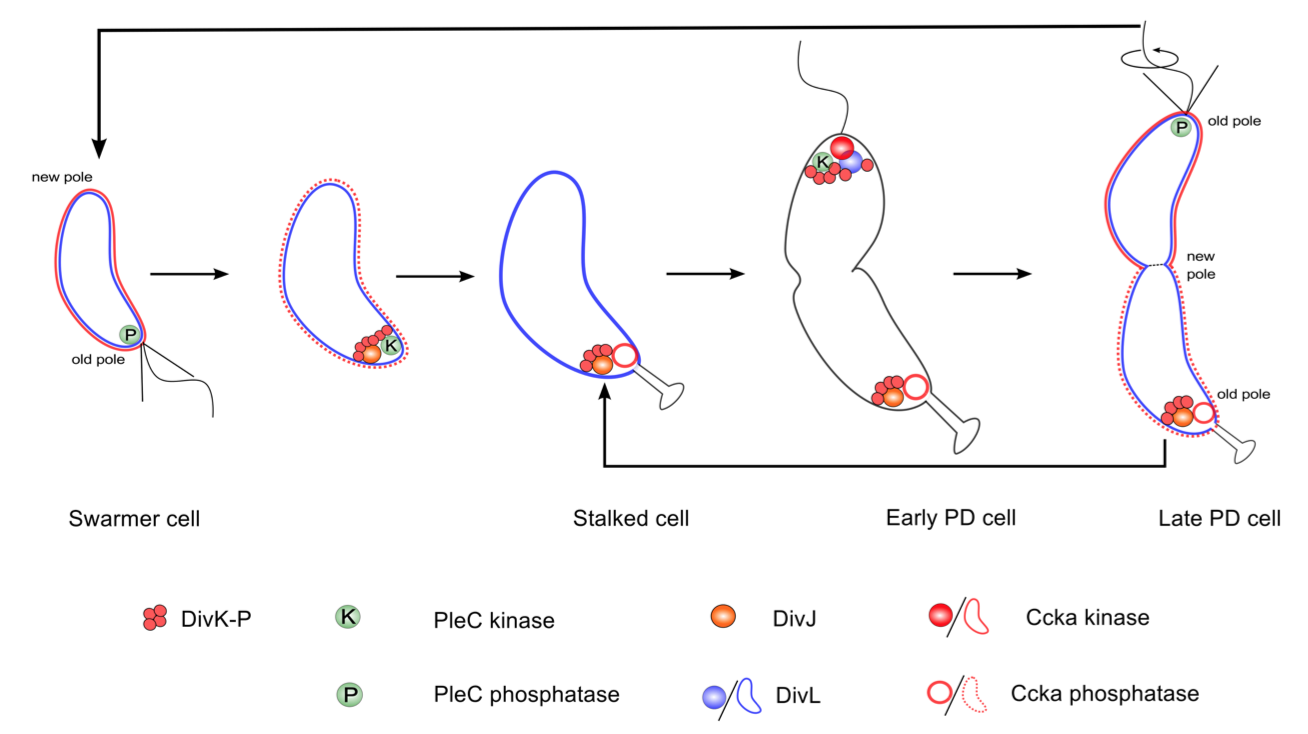 new pole
P
old pole
K
K
P
old pole
new
pole
old pole
Swarmer cell
Stalked cell
Early PD cell
Late PD cell
DivK-P
K
PleC kinase
DivJ
Ccka kinase
P
PleC phosphatase
DivL
Ccka phosphatase